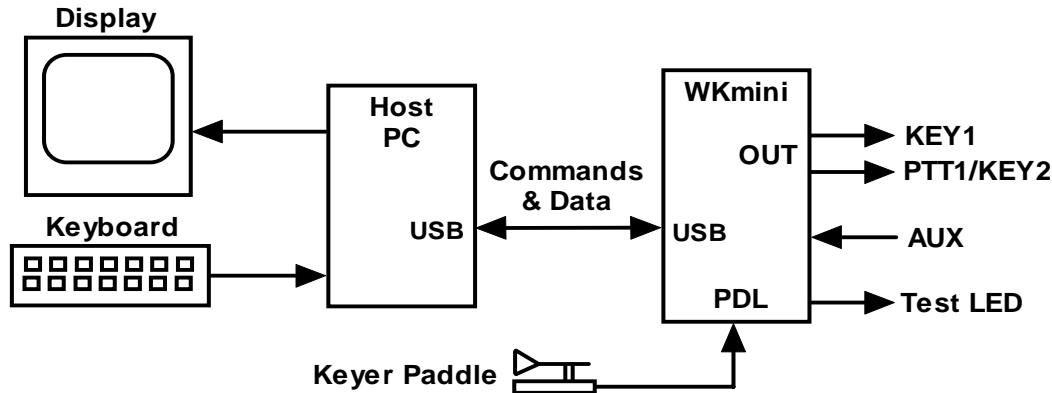 Display
Host
PC
USB
Keyboard
Commands
& Data
WKmini
OUT
USB
PDL
KEY1
PTT1/KEY2
AUX
Test LED
Keyer Paddle